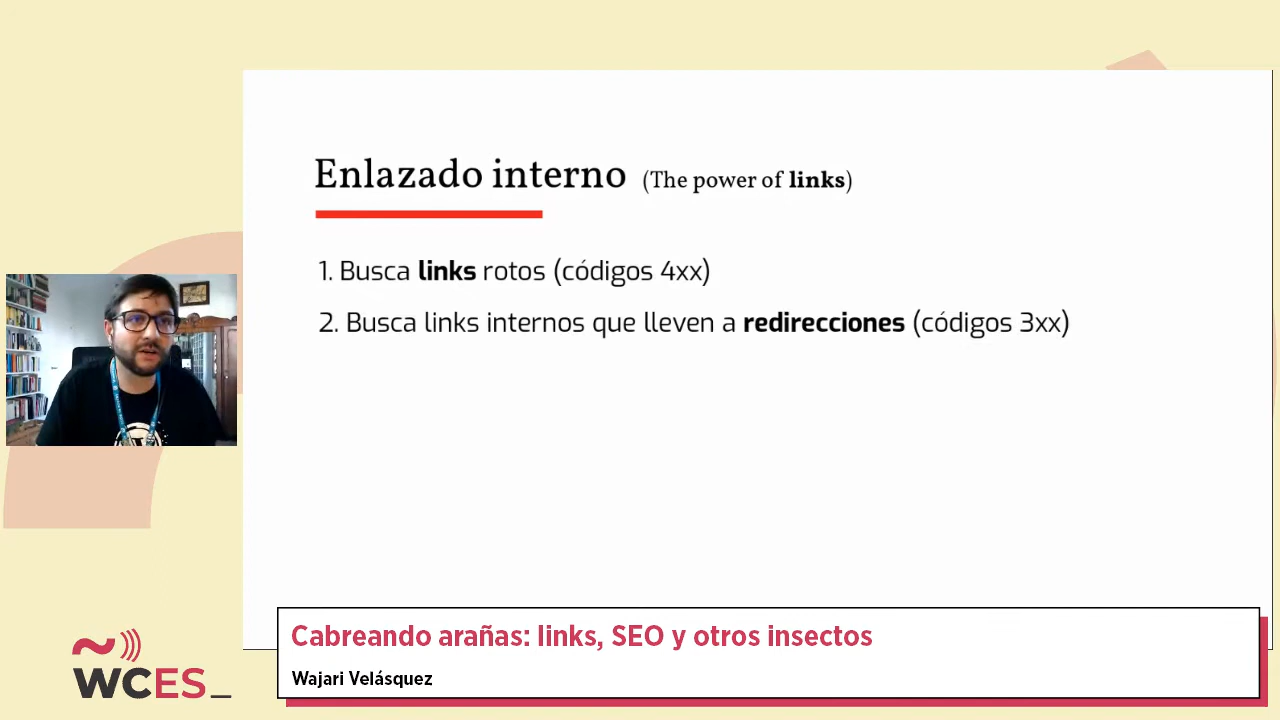 Enlazado interno (The power of links)
1. Busca links rotos (códigos 4xx)
2. Busca links internos que lleven a redirecciones (códigos 3xx)
Cabreando arañas: links, SEO y otros insectos
Wajari Velásquez
WCES_